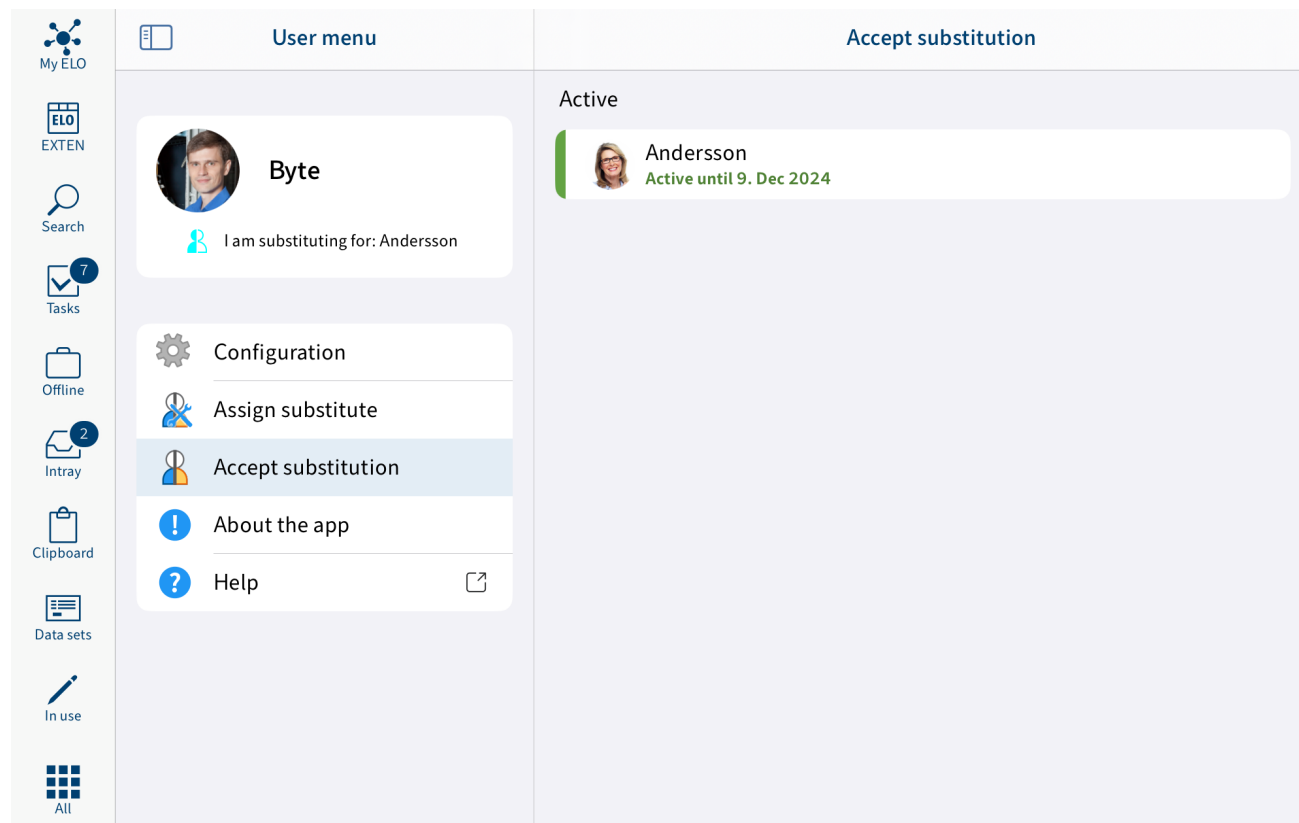 My ELO
ELO
EXTEN
Search
7
Tasks
Offline
2
Intray
Clipboard
Data sets
In use
All
User menu
Byte
I am substituting for: Andersson
Configuration
Assign substitute
Accept substitution
!
About the app
?
Help
Accept substitution
Active
Andersson
Active until 9. Dec 2024